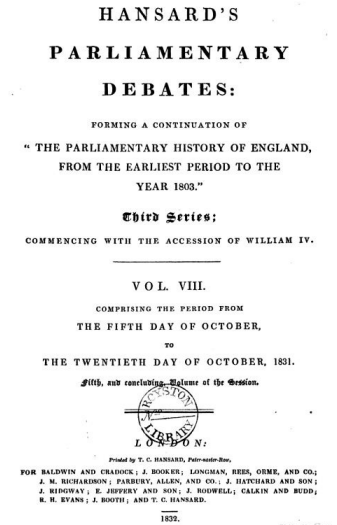 HANSARD'S
PARLIAMENTARY
DEBATES:
FORMING A CONTINUATION OF
"THE PARLIAMENTARY HISTORY OF ENGLAND,
FROM THE EARLIEST PERIOD TO THE
YEAR 1803."
Third Series;
COMMENCING WITH THE ACCESSION OF WILLIAM IV.
VOL. VIII.
COMPRISING THE PERIOD FROM
THE FIFTH DAY OF OCTOBER,
TO
THE TWENTIETH DAY OF OCTOBER, 1831.
Fifth, and concluding, Volume of the Session.
ROYSTON
LIBRARY
LONDON:
Printed by T. C. HANSARD, Pater-noster-Row,
FOR BALDWIN AND CRADOCK; J. BOOKER; LONGMAN, REES, ORME, AND CO.;
J. M. RICHARDSON; PARBURY, ALLEN, AND CO.; J. HATCHARD AND SON;
J. RIDGWAY; E. JEFFERY AND SON; J. RODWELL; CALKIN AND BUDD;
R. H. EVANS; J. BOOTH; AND T. C. HANSARD.
1832.